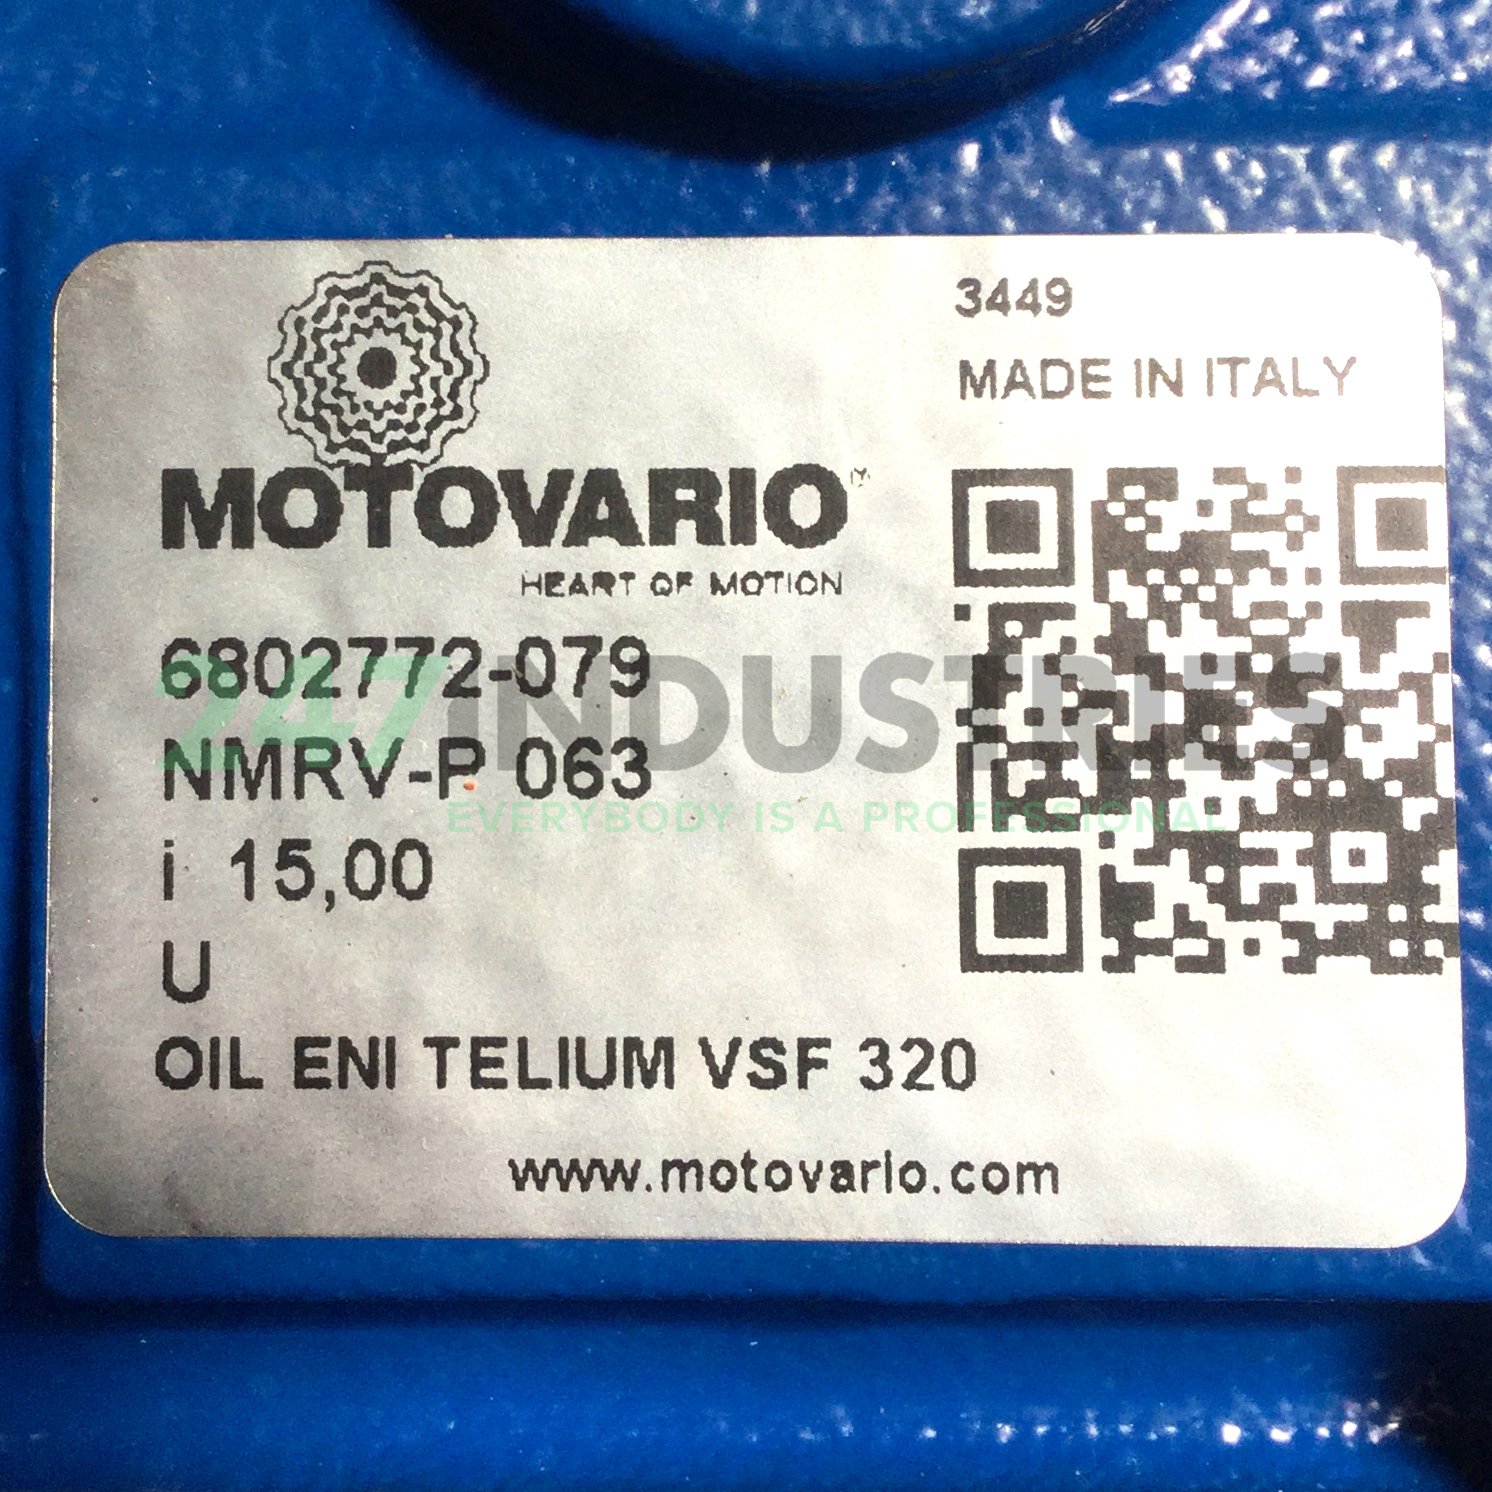 3449
MADE IN ITALY
MOTOVARIO™
HEART OF MOTION
6802772-079
247INDUSTRIES
NMRV-P 063
EVERYBODY IS A PROFESSIONAL
i 15,00
U
OIL ENI TELIUM VSF 320
www.motovario.com